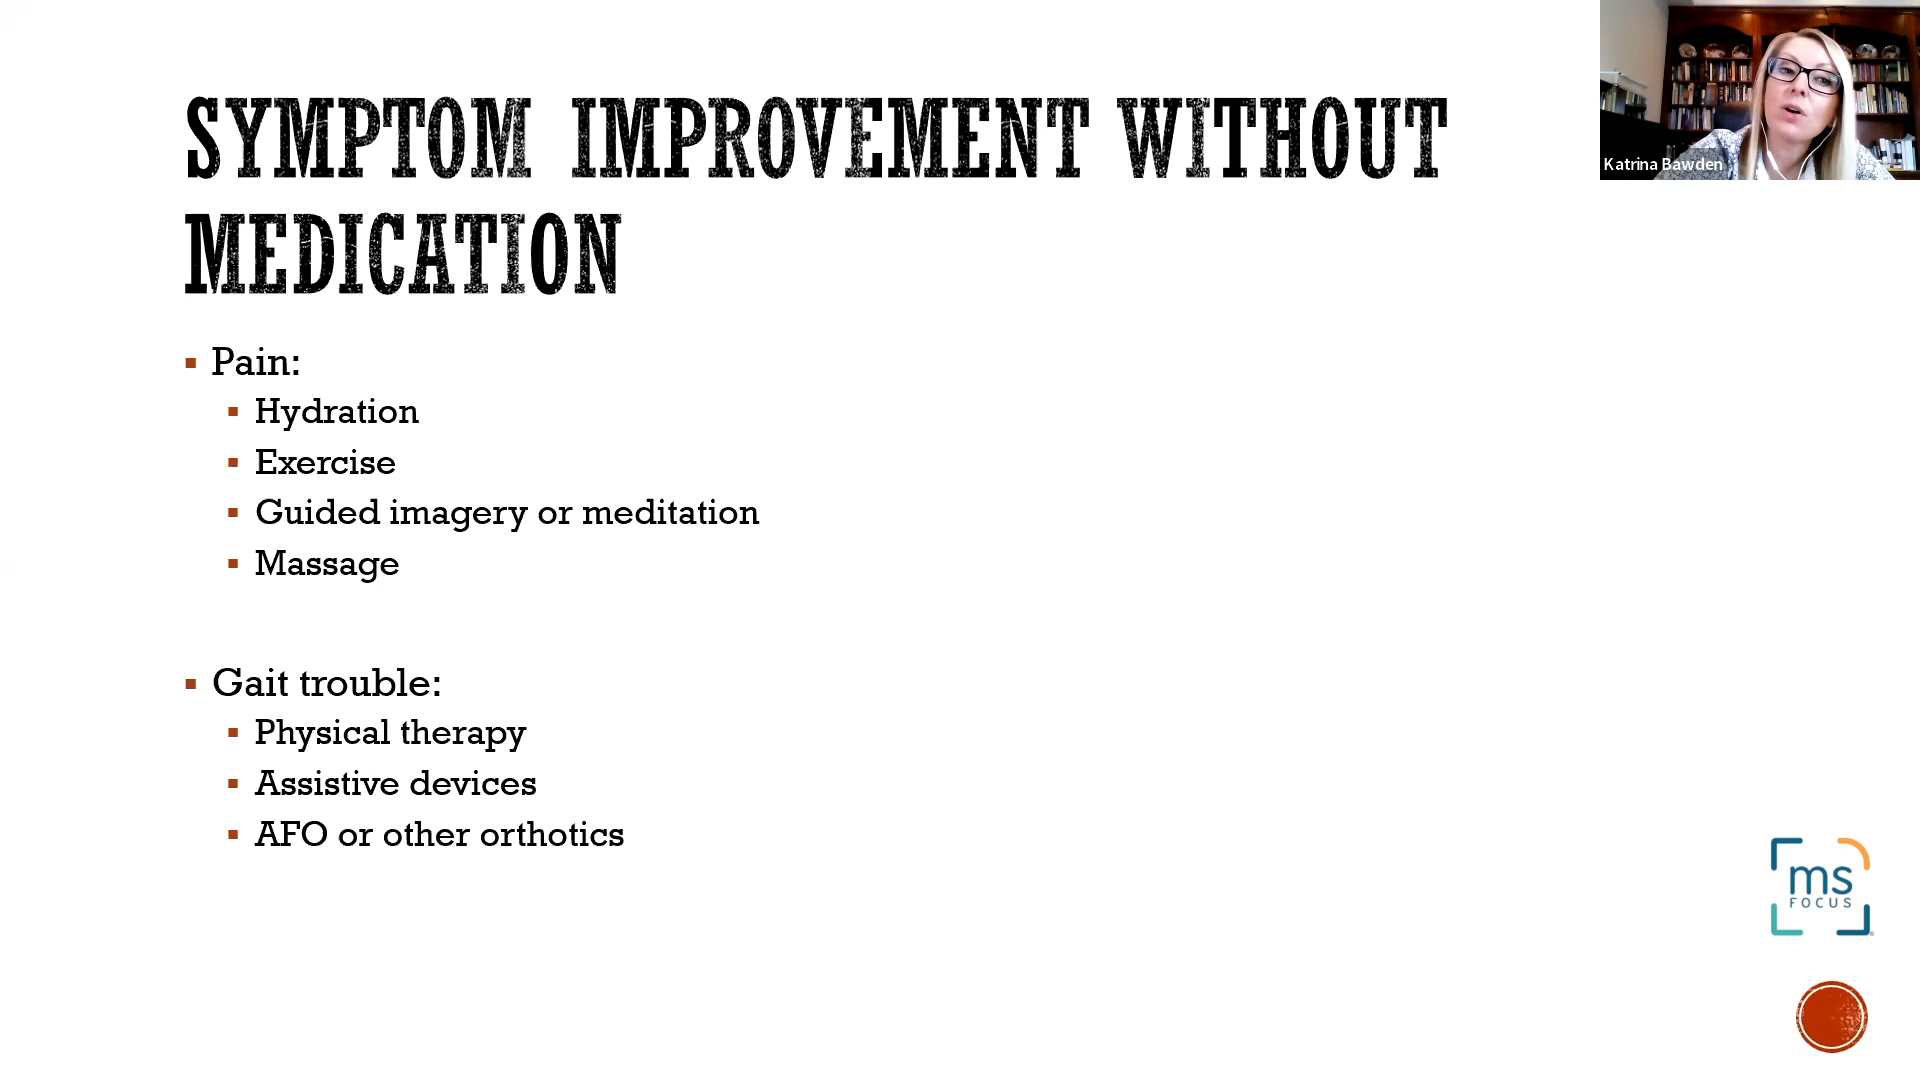 SYMPTOM IMPROVEMENT WITHOUT
MEDICATION
Pain:
Hydration
Exercise
Guided imagery or meditation
Massage
Gait trouble:
Physical therapy
Assistive devices
AFO or other orthotics
Katrina Bawden
ms
FOCUS